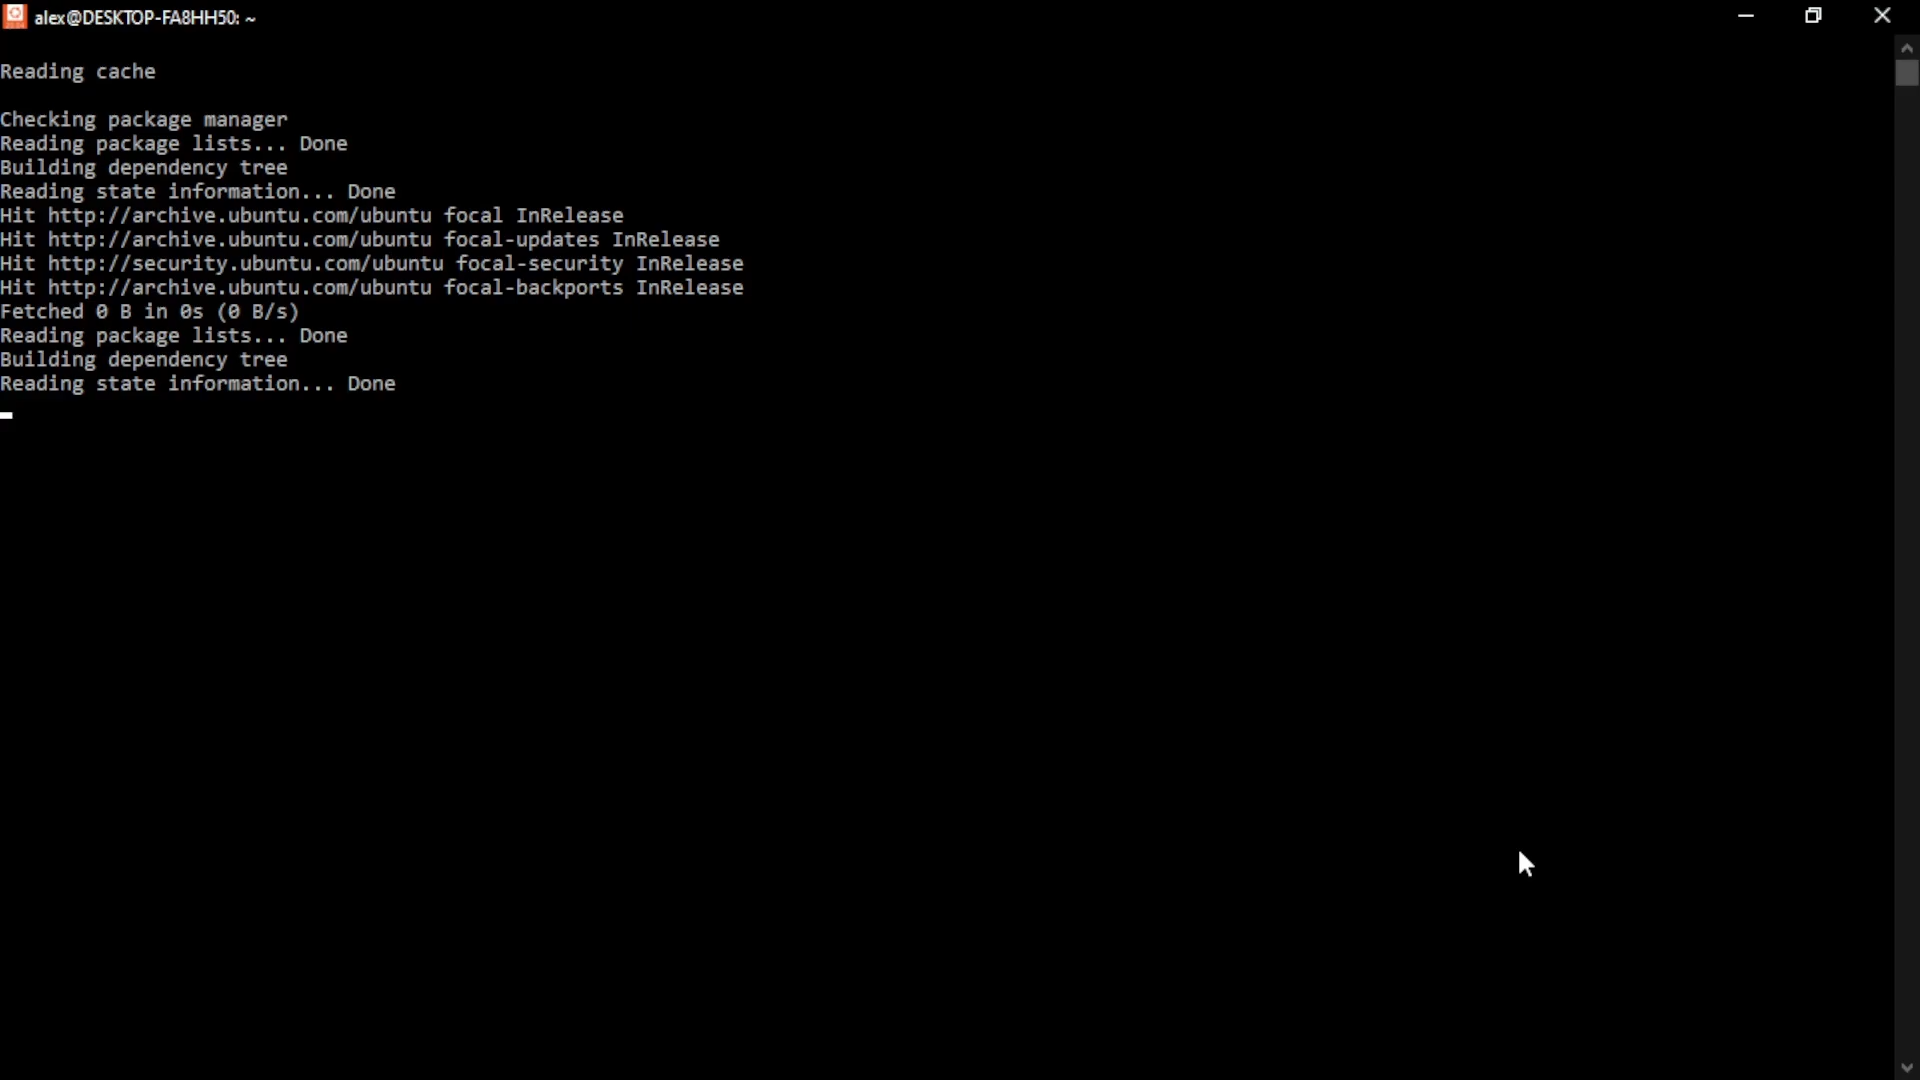 alex@DESKTOP-FA8HH50: ~
Reading cache
Checking package manager
Reading package lists... Done
Building dependency tree
Reading state information... Done
Hit http://archive.ubuntu.com/ubuntu focal InRelease
Hit http://archive.ubuntu.com/ubuntu focal-updates InRelease
Hit http://security.ubuntu.com/ubuntu focal-security InRelease
Hit http://archive.ubuntu.com/ubuntu focal-backports InRelease
Fetched 0 B in 0s (0 B/s)
Reading package lists... Done
Building dependency tree
Reading state information... Done